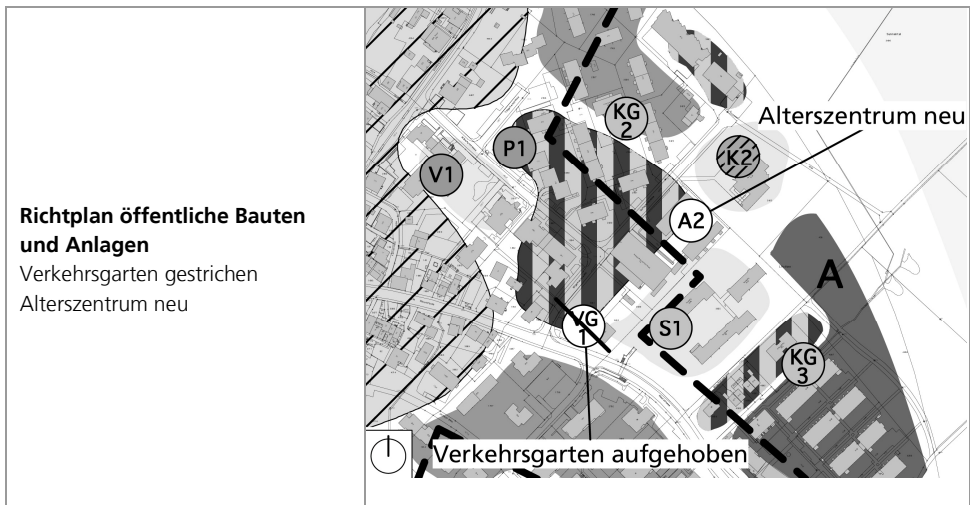 Richtplan öffentliche Bauten
und Anlagen
Verkehrsgarten gestrichen
Alterszentrum neu
Alterszentrum neu
KG
2
P1
K2
V1
A2
A
VG
1
S1
KG
3
Verkehrsgarten aufgehoben